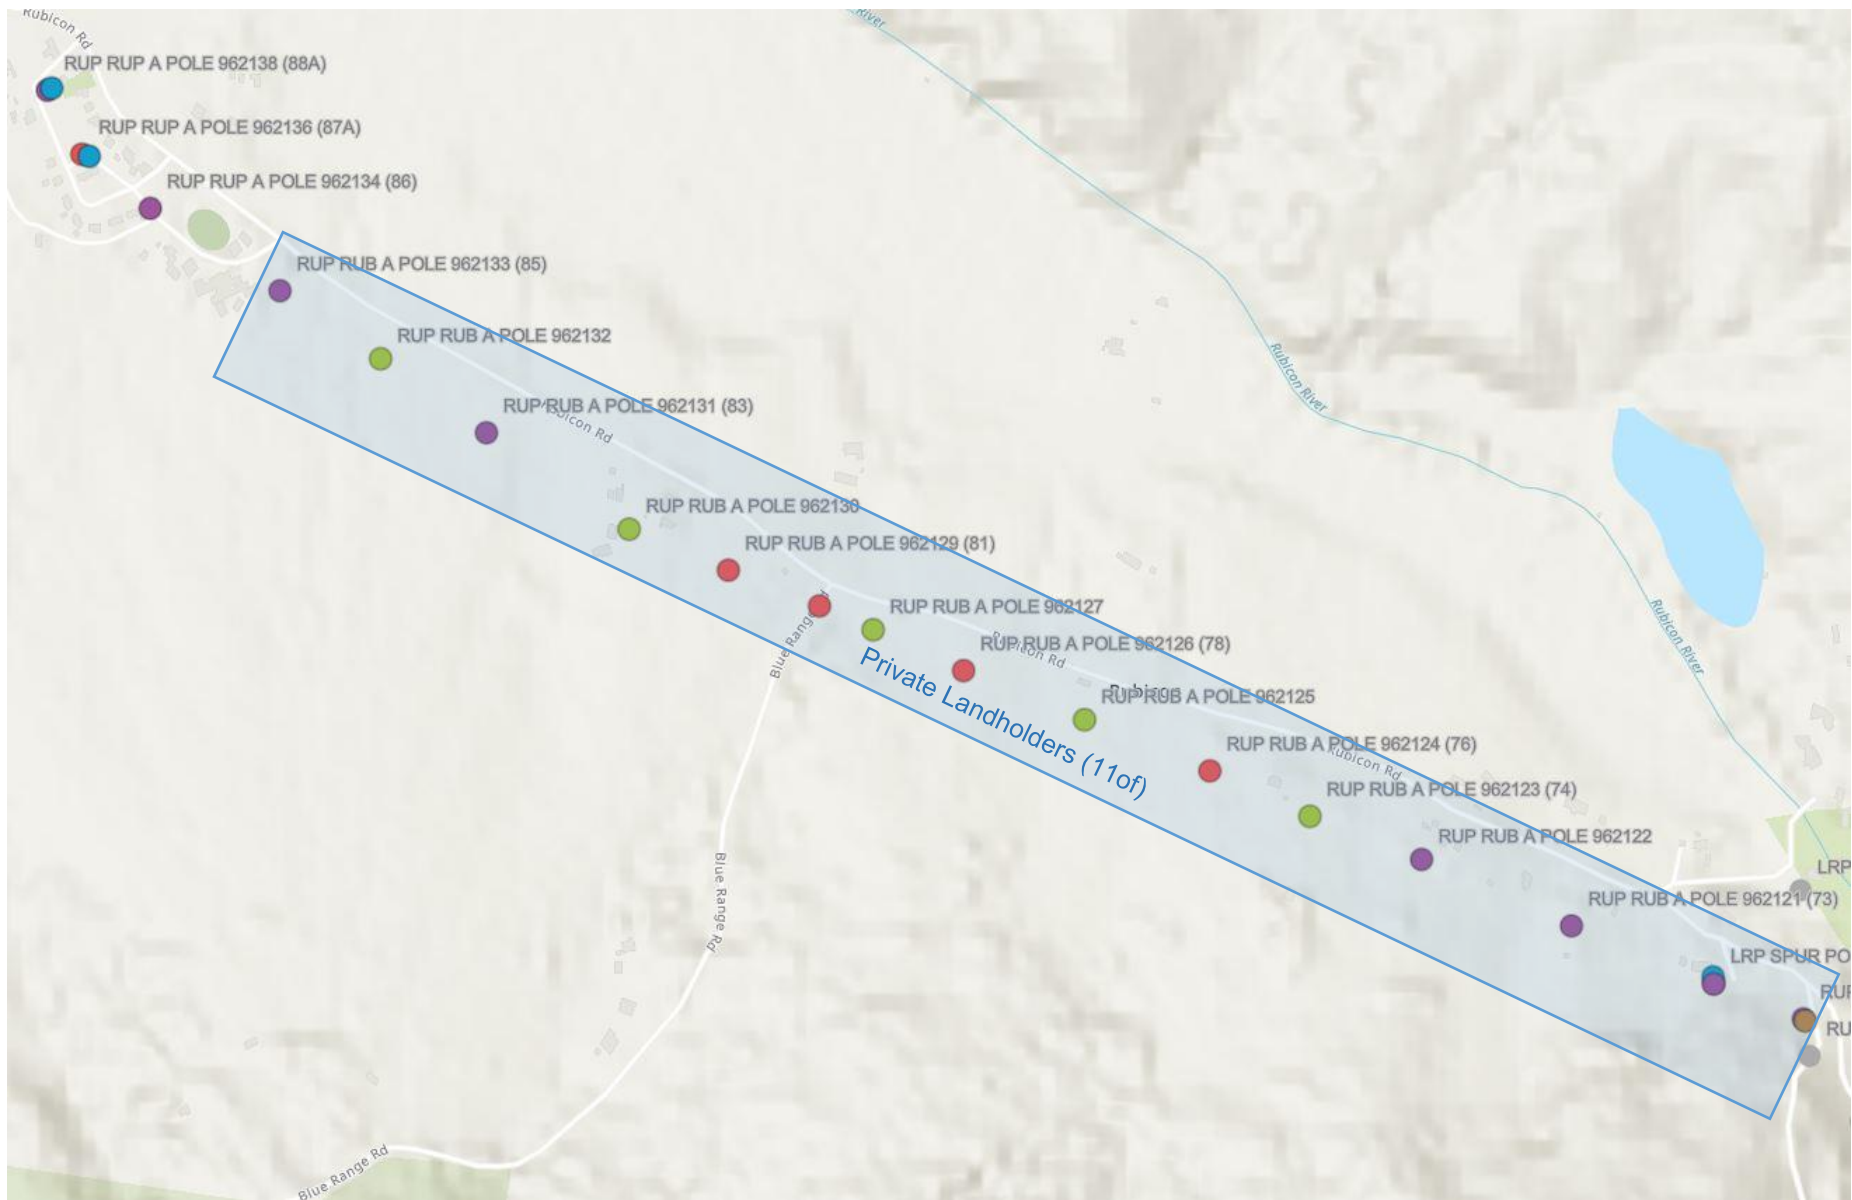 Rubicon Rd
River
RUP RUP A POLE 962138 (88A)
RUP RUP A POLE 962136 (87A)
RUP RUP A POLE 962134 (86)
RUP RUB A POLE 962133 (85)
RUP RUB A POLE 962132
Rubicon River
RUP RUB A POLE 962131 (83)
Rubicon Rd
RUP RUB A POLE 962130
RUP RUB A POLE 962129 (81)
RUP RUB A POLE 962127
Blue Range
Rubicon River
RUP RUB A POLE 962126 (78)
Rubicon Rd
Private Landholders (11of)
Rubicon
RUP RUB A POLE 962125
RUP RUB A POLE 962124 (76)
Rubicon Rd
RUP RUB A POLE 962123 (74)
RUP RUB A POLE 962122
LRP
Blue Range Rd
RUP RUB A POLE 962121 (73)
LRP SPUR PO
RUP
RU
Blue Range Rd